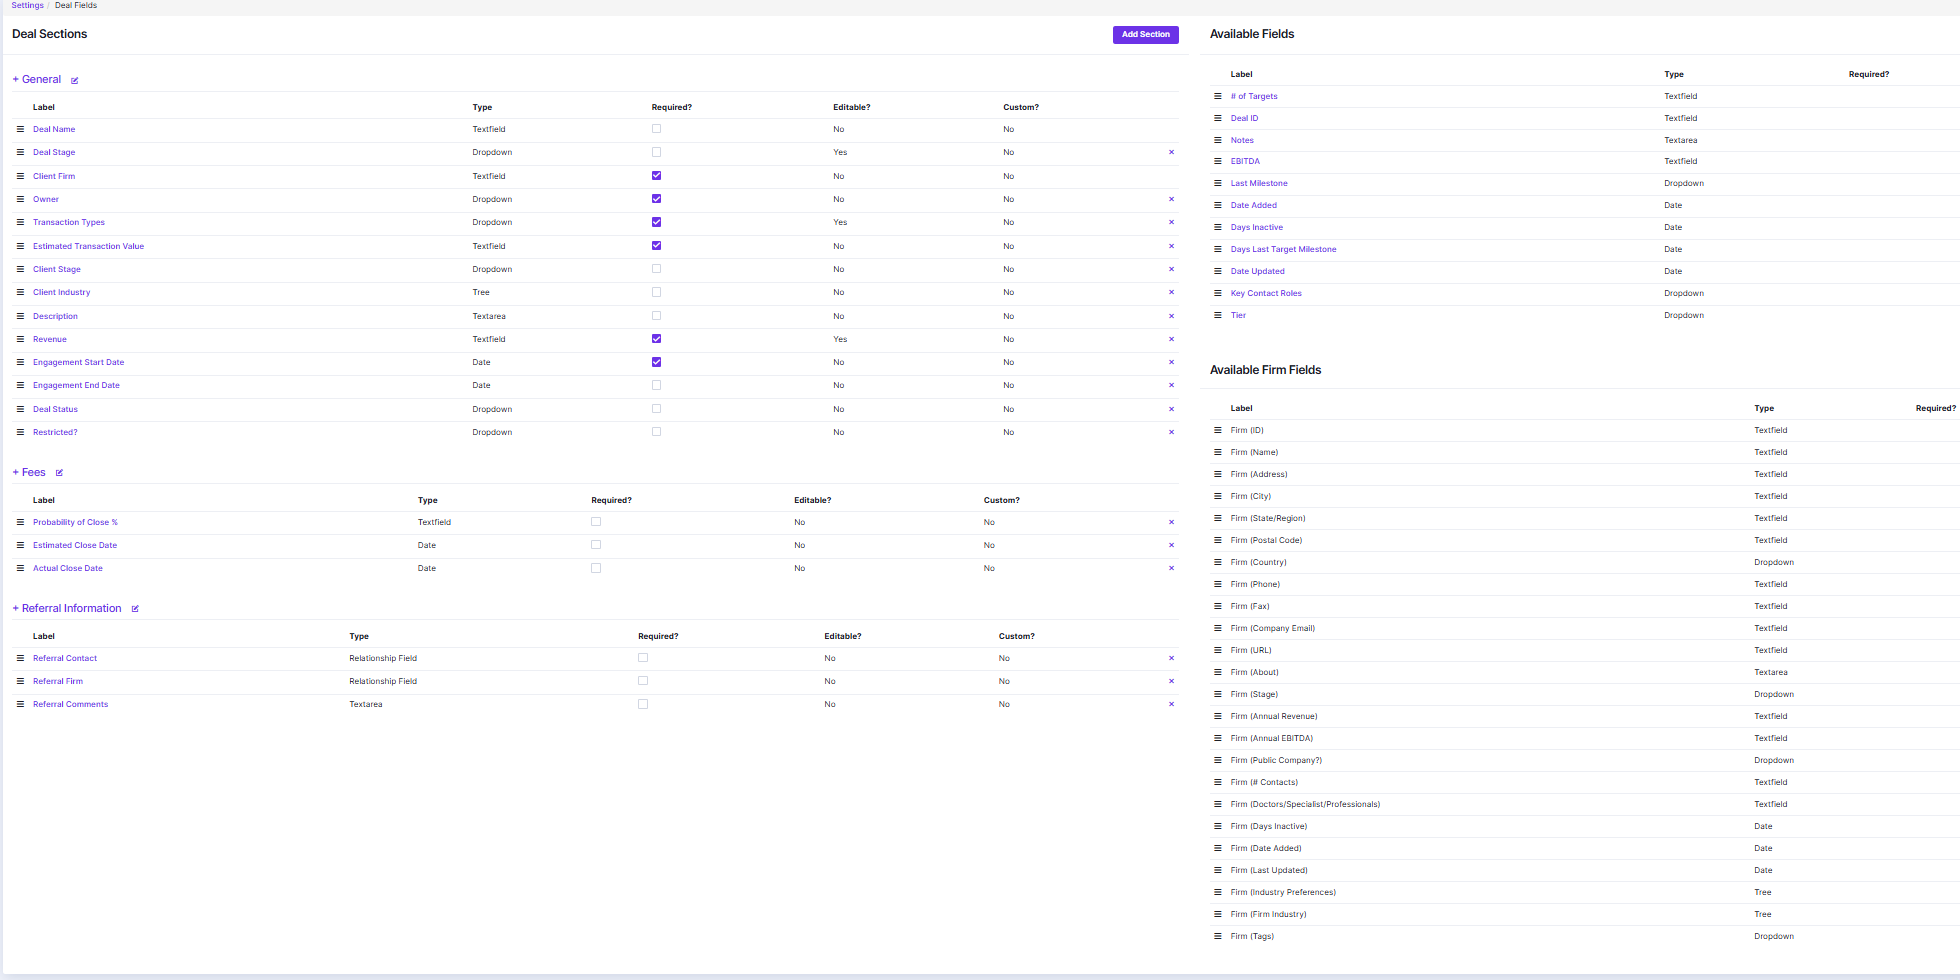 Settings / Deal Fields
Deal Sections
Add Section
+ General
Label Type Required? Editable? Custom?
Deal Name Textfield No No
Deal Stage Dropdown Yes No ×
Client Firm Textfield No No
Owner Dropdown No No ×
Transaction Types Dropdown Yes No ×
Estimated Transaction Value Textfield No No ×
Client Stage Dropdown No No ×
Client Industry Tree No No ×
Description Textarea No No ×
Revenue Textfield Yes No ×
Engagement Start Date Date No No ×
Engagement End Date Date No No ×
Deal Status Dropdown No No ×
Restricted? Dropdown No No ×
+ Fees
Label Type Required? Editable? Custom?
Probability of Close % Textfield No No ×
Estimated Close Date Date No No ×
Actual Close Date Date No No ×
+ Referral Information
Label Type Required? Editable? Custom?
Referral Contact Relationship Field No No ×
Referral Firm Relationship Field No No ×
Referral Comments Textarea No No ×
Available Fields
Label Type Required?
# of Targets Textfield
Deal ID Textfield
Notes Textarea
EBITDA Textfield
Last Milestone Dropdown
Date Added Date
Days Inactive Date
Days Last Target Milestone Date
Date Updated Date
Key Contact Roles Dropdown
Tier Dropdown
Available Firm Fields
Label Type Required?
Firm (ID) Textfield
Firm (Name) Textfield
Firm (Address) Textfield
Firm (City) Textfield
Firm (State/Region) Textfield
Firm (Postal Code) Textfield
Firm (Country) Dropdown
Firm (Phone) Textfield
Firm (Fax) Textfield
Firm (Company Email) Textfield
Firm (URL) Textfield
Firm (About) Textarea
Firm (Stage) Dropdown
Firm (Annual Revenue) Textfield
Firm (Annual EBITDA) Textfield
Firm (Public Company?) Dropdown
Firm (# Contacts) Textfield
Firm (Doctors/Specialist/Professionals) Textfield
Firm (Days Inactive) Date
Firm (Date Added) Date
Firm (Last Updated) Date
Firm (Industry Preferences) Tree
Firm (Firm Industry) Tree
Firm (Tags) Dropdown